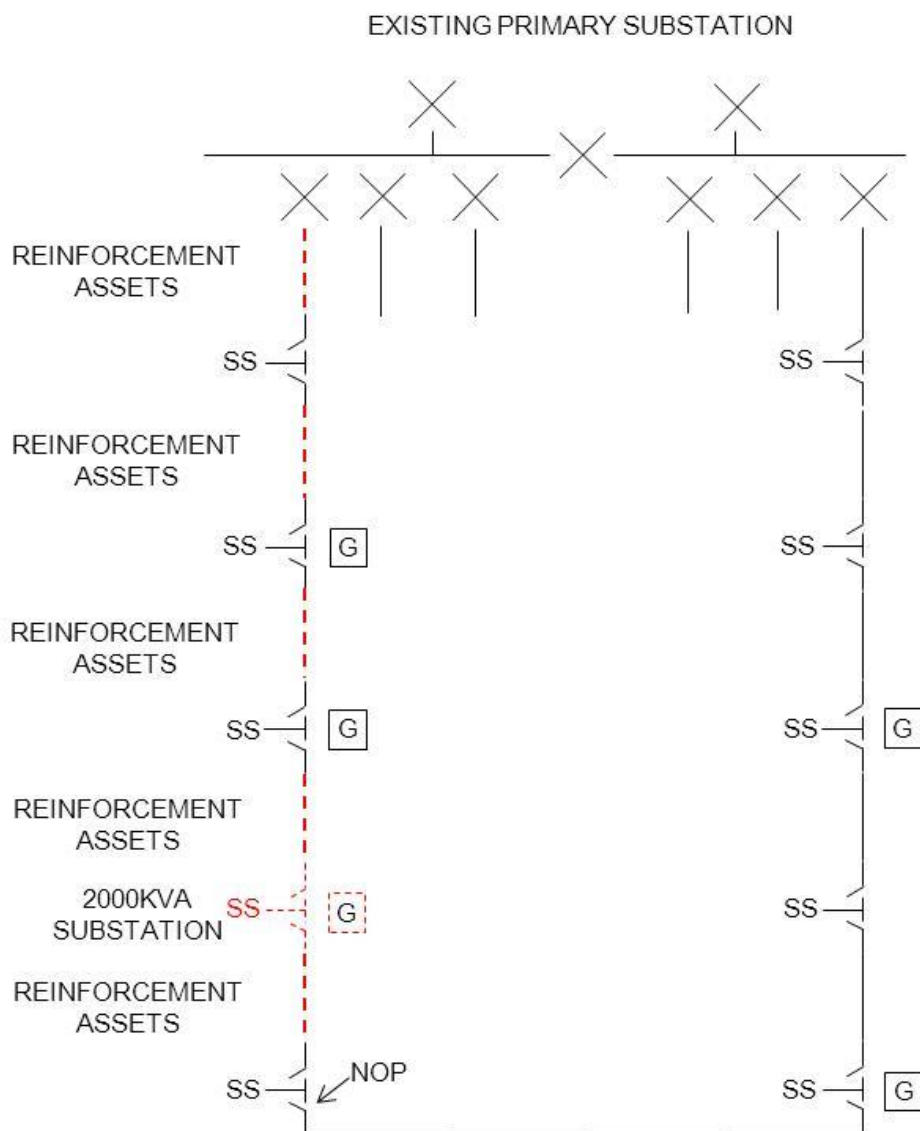 EXISTING PRIMARY SUBSTATION
REINFORCEMENT
ASSETS
SS
SS
REINFORCEMENT
ASSETS
SS
G
SS
REINFORCEMENT
ASSETS
SS
G
SS
G
REINFORCEMENT
ASSETS
2000KVA
SUBSTATION
SS
G
SS
REINFORCEMENT
ASSETS
NOP
SS
SS
G